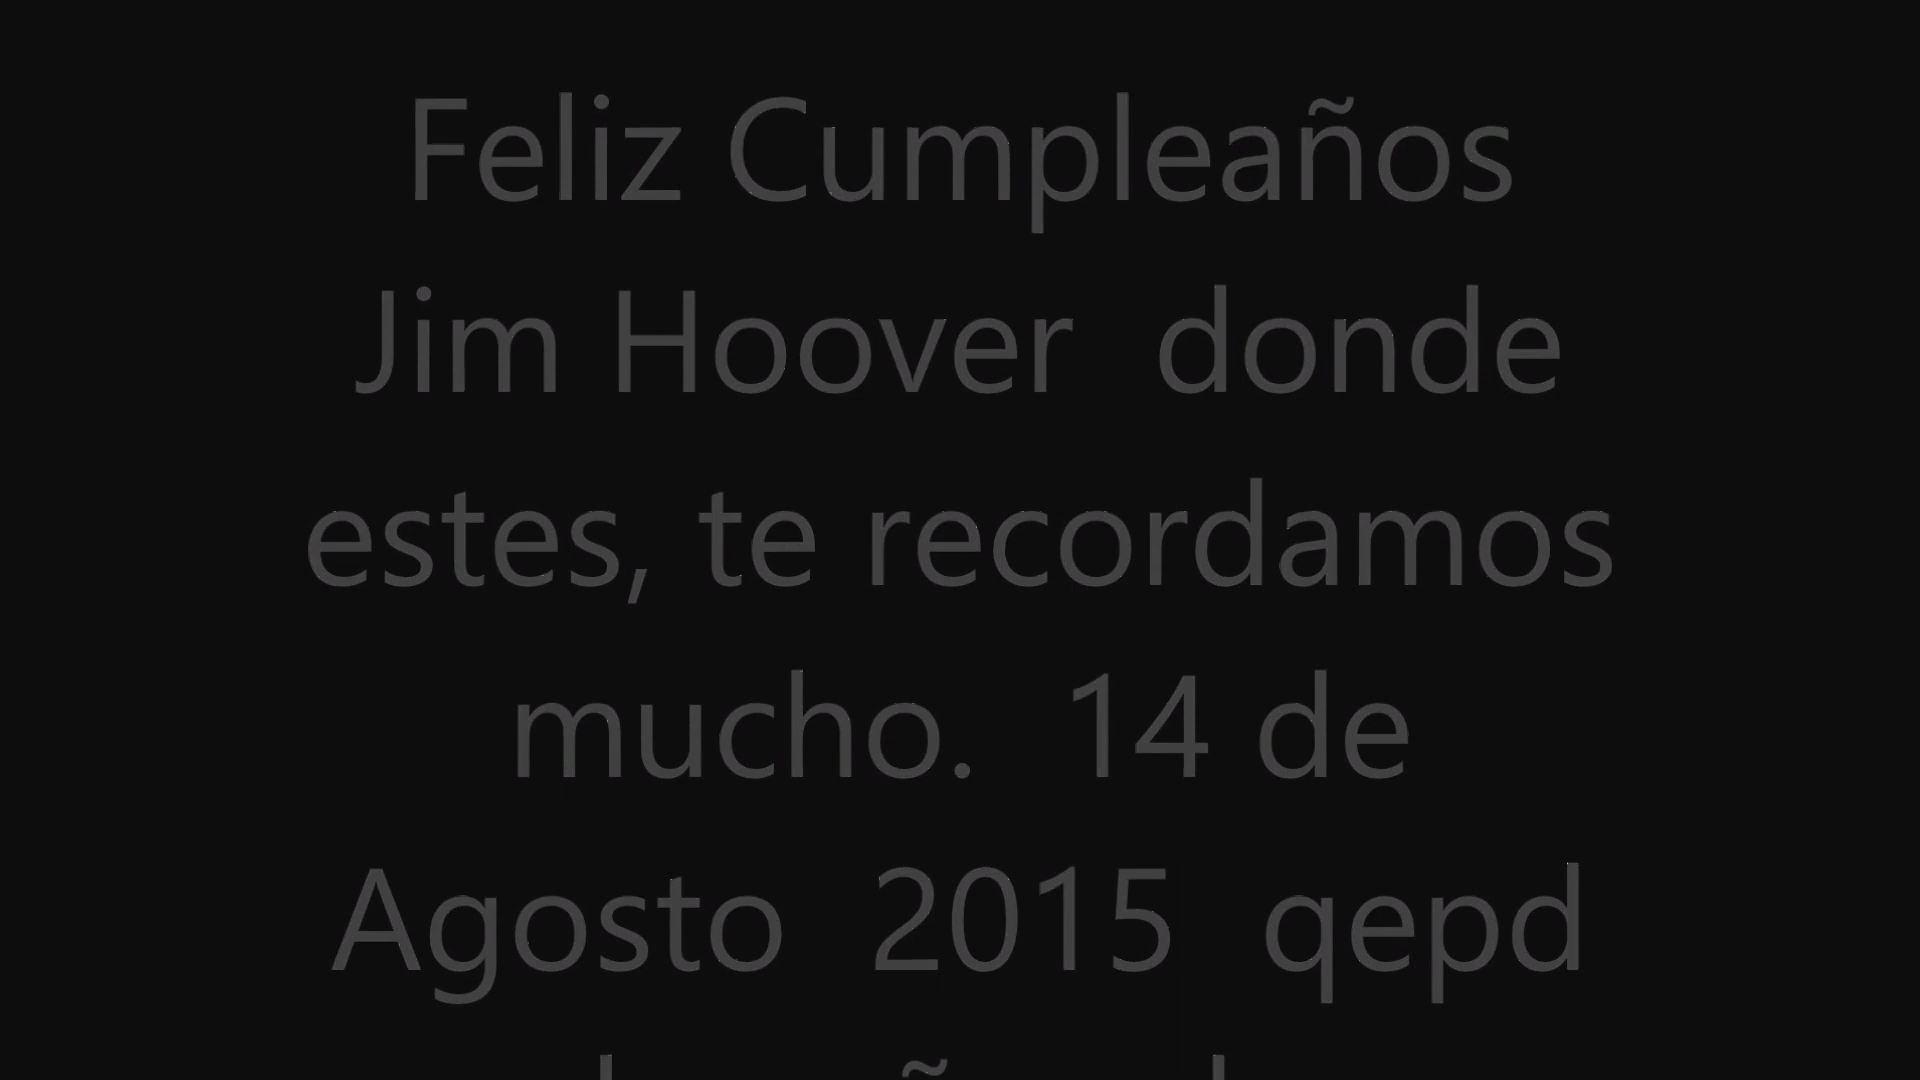 Feliz Cumpleaños
Jim Hoover  donde
estes, te recordamos
mucho.  14 de
Agosto  2015  qepd